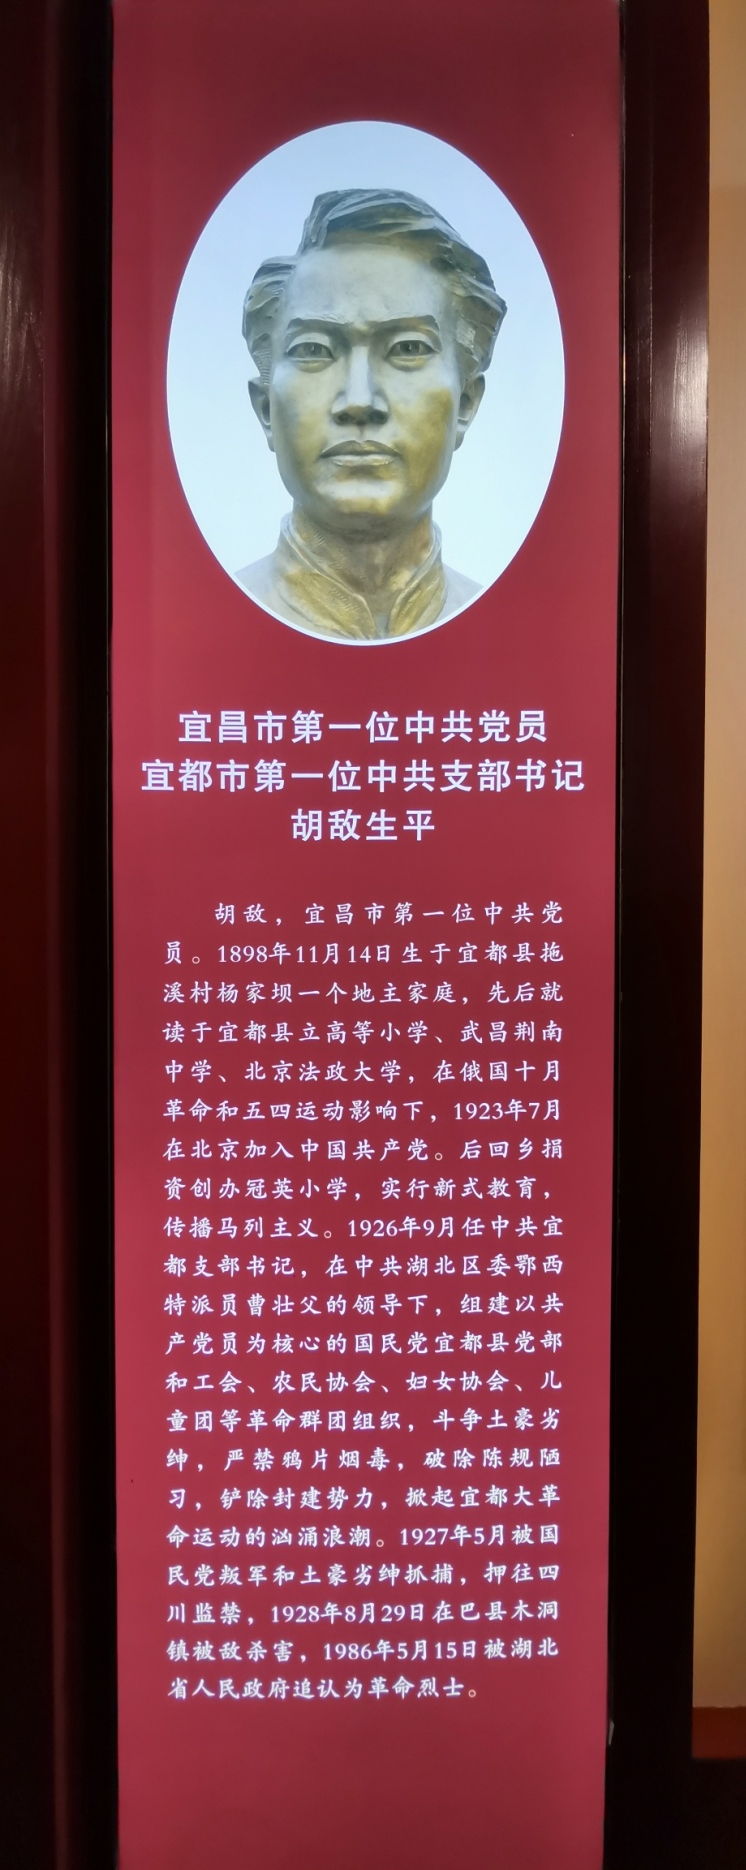 宜昌市第一位中共党员
宜都市第一位中共支部书记
胡敌生平
胡敌，宜昌市第一位中共党
员。1898年11月14日生于宜都县拖
溪村杨家坝一个地主家庭，先后就
读于宜都县立高等小学、武昌荆南
中学、北京法政大学，在俄国十月
革命和五四运动影响下，1923年7月
在北京加入中国共产党。后回乡捐
资创办冠英小学，实行新式教育，
传播马列主义。1926年9月任中共宜
都支部书记，在中共湖北区委鄂西
特派员曹壮父的领导下，组建以共
产党员为核心的国民党宜都县党部
和工会、农民协会、妇女协会、儿
童团等革命群团组织，斗争土豪劣
绅，严禁鸦片烟毒，破除陈规陋
习，铲除封建势力，掀起宜都大革
命运动的汹涌浪潮。1927年5月被国
民党叛军和土豪劣绅抓捕，押往四
川监禁，1928年8月29日在巴县木洞
镇被敌杀害，1986年5月15日被湖北
省人民政府追认为革命烈士。